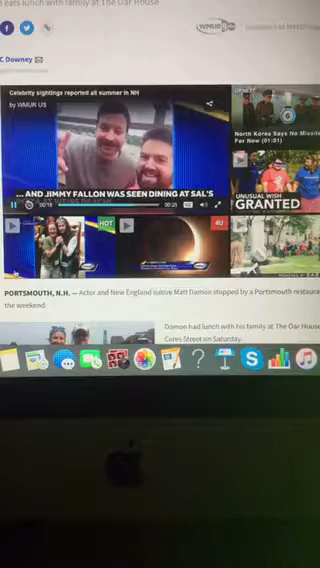 eats lunch with family at The Oar House
WMUR
C Downey
Celebrity sightings reported all summer in NH
by WMUR US
... AND JIMMY FALLON WAS SEEN DINING AT SAL'S
00:19
00:25
CC
North Korea Says No Missile
For Now (01:01)
UNUSUAL WISH
GRANTED
HOT
4U
PORTSMOUTH, N.H. — Actor and New England native Matt Damon stopped by a Portsmouth restaura
the weekend.
Damon had lunch with his family at The Oar House
Ceres Street on Saturday.